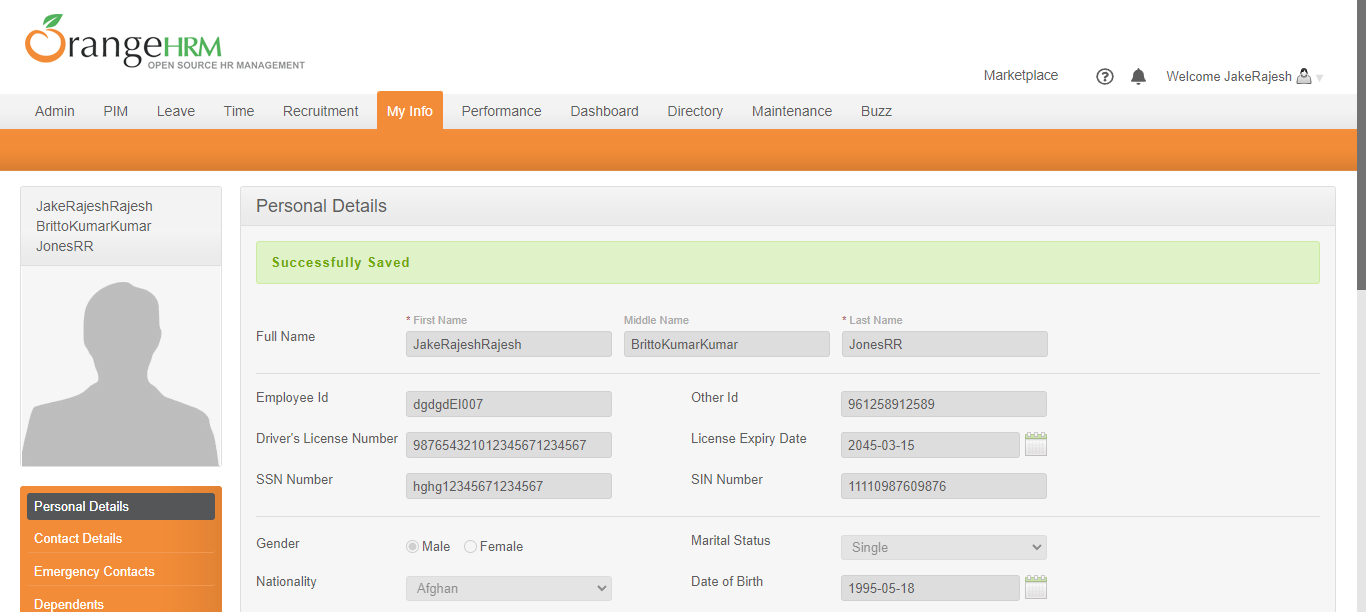 OrangeHRM
OPEN SOURCE HR MANAGEMENT
Marketplace
?
Welcome JakeRajesh
Admin PIM Leave Time Recruitment My Info Performance Dashboard Directory Maintenance Buzz
JakeRajeshRajesh
BrittoKumarKumar
JonesRR
Personal Details
Contact Details
Emergency Contacts
Dependents
Personal Details
Successfully Saved
* First Name Middle Name * Last Name
Full Name JakeRajeshRajesh BrittoKumarKumar JonesRR
Employee Id dgdgdEI007 Other Id 961258912589
Driver's License Number 987654321012345671234567 License Expiry Date 2045-03-15
SSN Number hghg12345671234567 SIN Number 11110987609876
Gender Male Female Marital Status Single
Nationality Afghan Date of Birth 1995-05-18